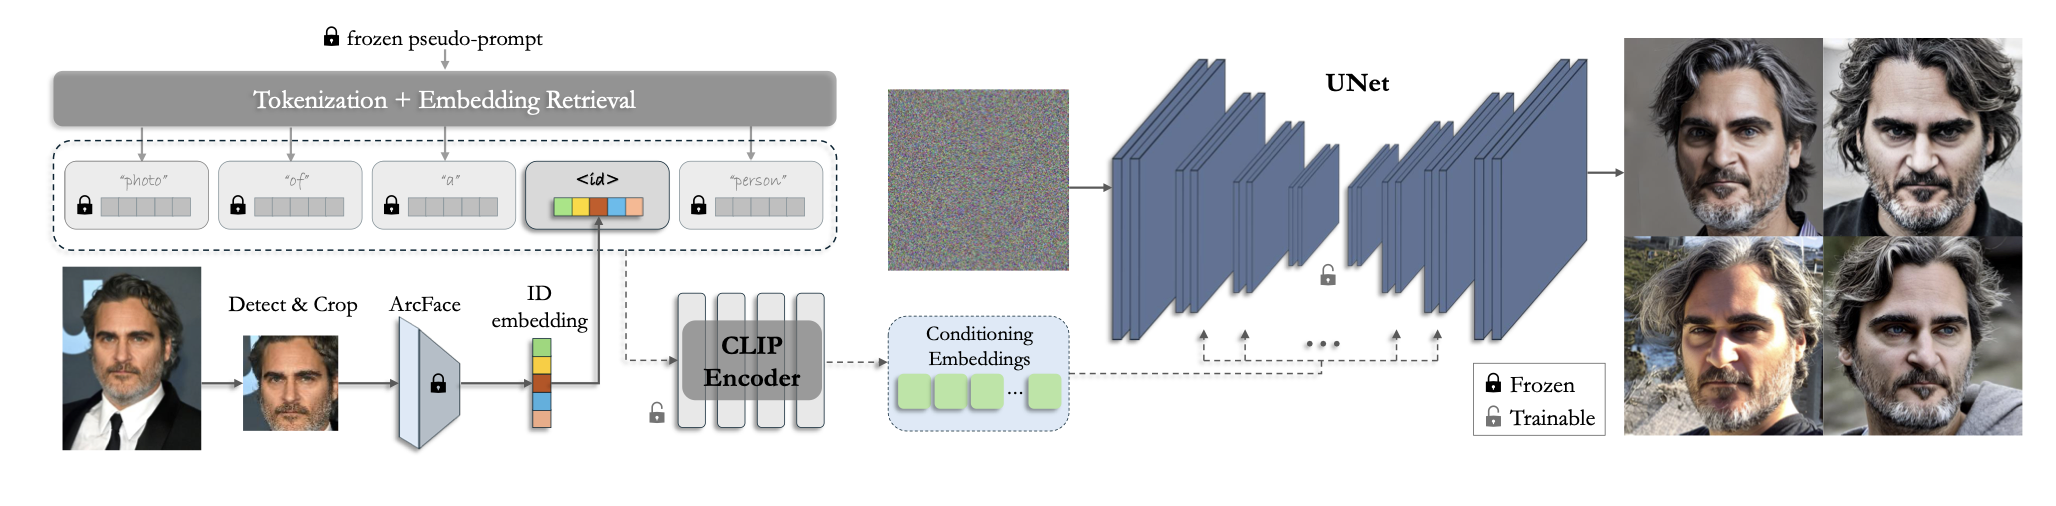 frozen pseudo-prompt
Tokenization + Embedding Retrieval
"photo"
"of"
"a"
<id>
"person"
Detect & Crop
ArcFace
ID
embedding
CLIP
Encoder
Conditioning
Embeddings
...
UNet
...
Frozen
Trainable